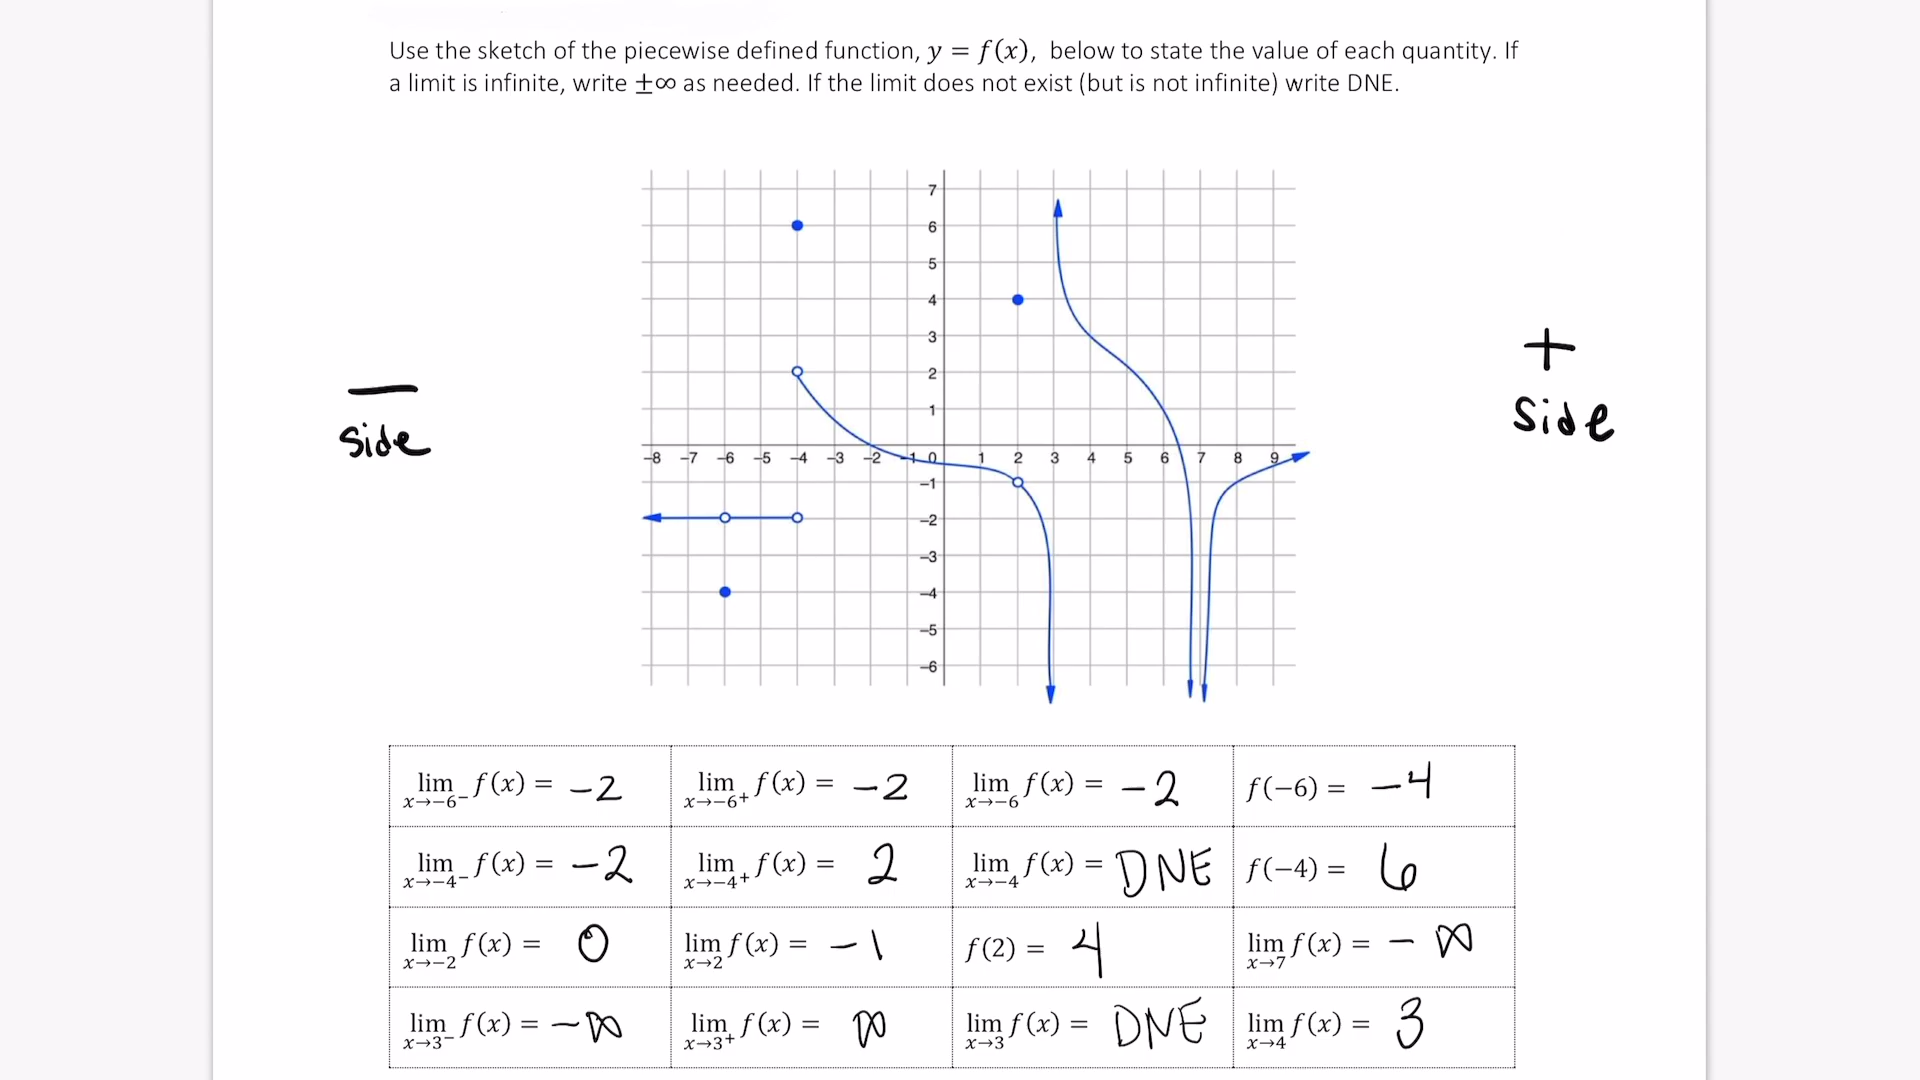 Use the sketch of the piecewise defined function, y = f(x), below to state the value of each quantity. If
a limit is infinite, write ±∞ as needed. If the limit does not exist (but is not infinite) write DNE.
7
6
5
4
3
2
1
−8 −7 −6 −5 −4 −3 −2 −1 0 1 2 3 4 5 6 7 8 9
−1
−2
−3
−4
−5
−6
−
side
+
Side
lim x→−6⁻ f(x) = −2
lim x→−6⁺ f(x) = −2
lim x→−6 f(x) = −2
f(−6) = −4
lim x→−4⁻ f(x) = −2
lim x→−4⁺ f(x) = 2
lim x→−4 f(x) = DNE
f(−4) = 6
lim x→−2 f(x) = 0
lim x→2 f(x) = −1
f(2) = 4
lim x→7 f(x) = −∞
lim x→3⁻ f(x) = −∞
lim x→3⁺ f(x) = ∞
lim x→3 f(x) = DNE
lim x→4 f(x) = 3